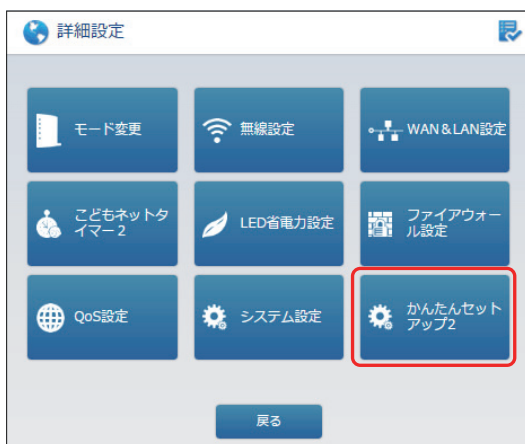 詳細設定
モード変更
無線設定
WAN&LAN設定
こどもネットタ
イマー2
LED省電力設定
ファイアウォー
ル設定
QoS設定
システム設定
かんたんセット
アップ2
戻る